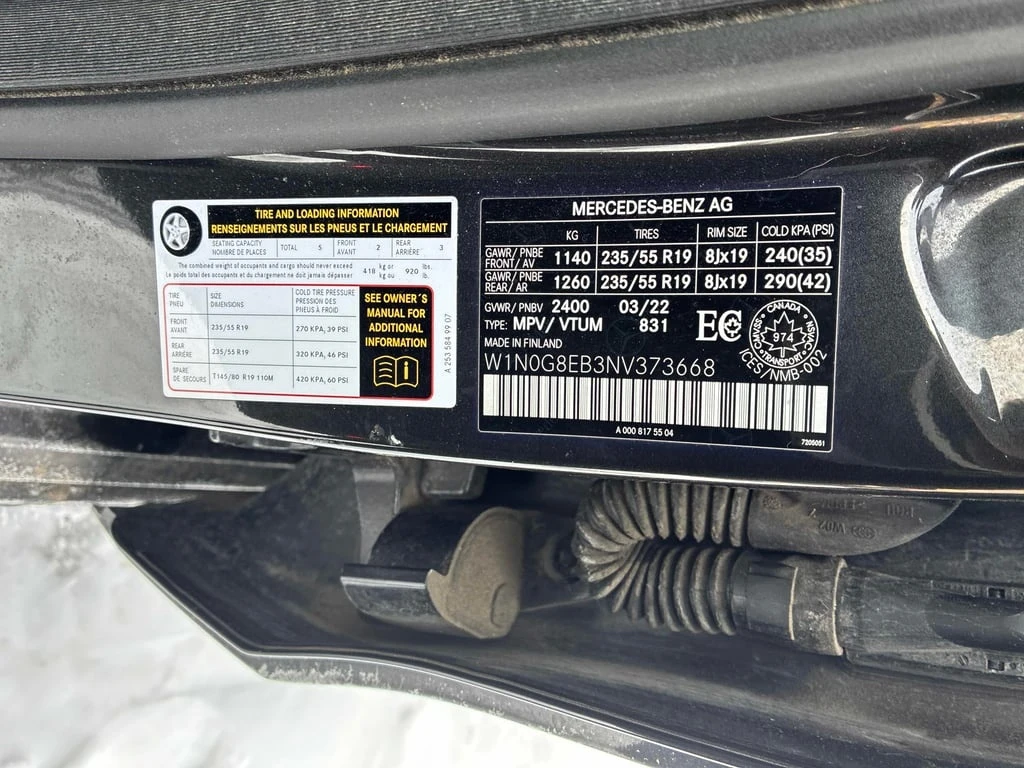 TIRE AND LOADING INFORMATION
RENSEIGNEMENTS SUR LES PNEUS ET LE CHARGEMENT
SEATING CAPACITY
NOMBRE DE PLACES
TOTAL 5
FRONT
AVANT
2
REAR
ARRIÈRE
3
The combined weight of occupants and cargo should never exceed
Le poids total des occupants et du chargement ne doit jamais dépasser
418 kg or
kg ou
920 lbs.
lb.
TIRE
PNEU
SIZE
DIMENSIONS
COLD TIRE PRESSURE
PRESSION DES
PNEUS À FROID
FRONT
AVANT
235/55 R19
270 KPA, 39 PSI
REAR
ARRIÈRE
235/55 R19
320 KPA, 46 PSI
SPARE
DE SECOURS
T145/80 R19 110M
420 KPA, 60 PSI
SEE OWNER´S
MANUAL FOR
ADDITIONAL
INFORMATION
A 253 584 99 07
MERCEDES-BENZ AG
KG TIRES RIM SIZE COLD KPA (PSI)
GAWR/PNBE
FRONT/AV
1140 235/55 R19 8Jx19 240(35)
GAWR/PNBE
REAR/AR
1260 235/55 R19 8Jx19 290(42)
GVWR/PNBV 2400 03/22
TYPE: MPV/VTUM 831
MADE IN FINLAND
W1N0G8EB3NV373668
EC
CANADA
974
TRANSPORT
ICES/NMB-002
A 000 817 55 04
7205051